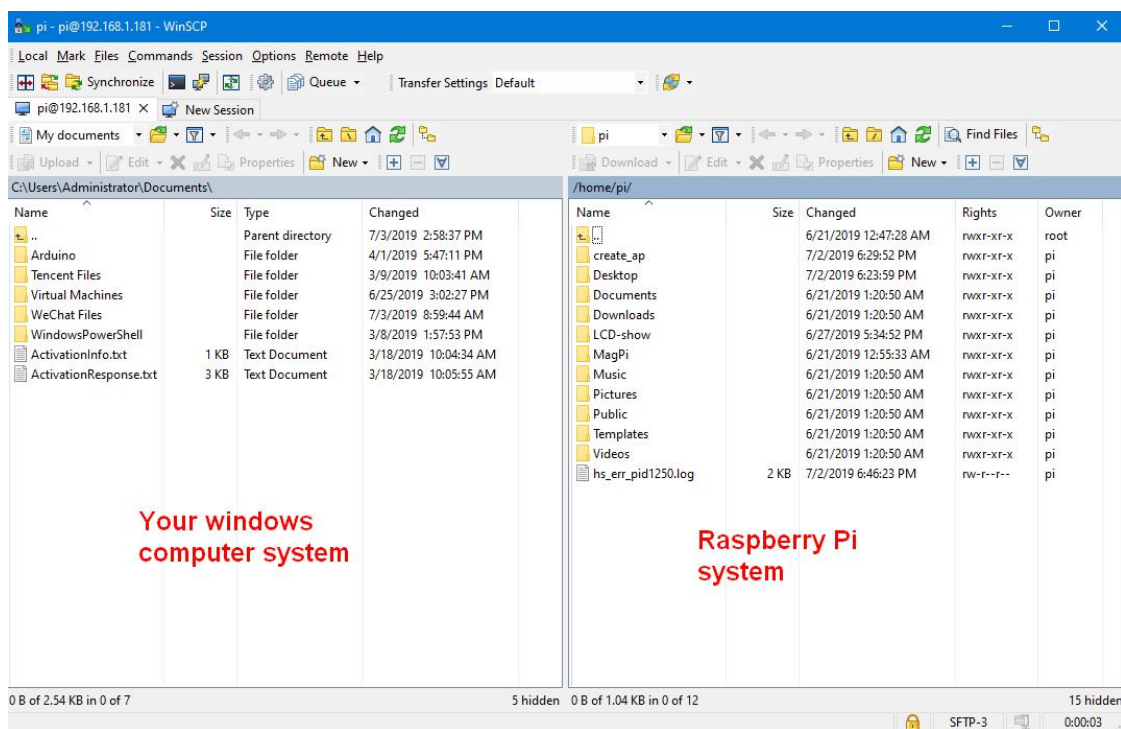 pi - pi@192.168.1.181 - WinSCP
Local Mark Files Commands Session Options Remote Help
Synchronize Queue Transfer Settings Default
pi@192.168.1.181 New Session
My documents pi Find Files
Upload Edit Properties New Download Edit Properties New
C:\Users\Administrator\Documents\ /home/pi/
Name Size Type Changed Name Size Changed Rights Owner
.. Parent directory 7/3/2019 2:58:37 PM .. 6/21/2019 12:47:28 AM rwxr-xr-x root
Arduino File folder 4/1/2019 5:47:11 PM create_ap 7/2/2019 6:29:52 PM rwxr-xr-x pi
Tencent Files File folder 3/9/2019 10:03:41 AM Desktop 7/2/2019 6:23:59 PM rwxr-xr-x pi
Virtual Machines File folder 6/25/2019 3:02:27 PM Documents 6/21/2019 1:20:50 AM rwxr-xr-x pi
WeChat Files File folder 7/3/2019 8:59:44 AM Downloads 6/21/2019 1:20:50 AM rwxr-xr-x pi
WindowsPowerShell File folder 3/8/2019 1:57:53 PM LCD-show 6/27/2019 5:34:52 PM rwxr-xr-x pi
ActivationInfo.txt 1 KB Text Document 3/18/2019 10:04:34 AM MagPi 6/21/2019 12:55:33 AM rwxr-xr-x pi
ActivationResponse.txt 3 KB Text Document 3/18/2019 10:05:55 AM Music 6/21/2019 1:20:50 AM rwxr-xr-x pi
Pictures 6/21/2019 1:20:50 AM rwxr-xr-x pi
Public 6/21/2019 1:20:50 AM rwxr-xr-x pi
Templates 6/21/2019 1:20:50 AM rwxr-xr-x pi
Videos 6/21/2019 1:20:50 AM rwxr-xr-x pi
hs_err_pid1250.log 2 KB 7/2/2019 6:46:23 PM rw-r--r-- pi
Your windows
computer system
Raspberry Pi
system
0 B of 2.54 KB in 0 of 7 5 hidden 0 B of 1.04 KB in 0 of 12 15 hidden
SFTP-3 0:00:03